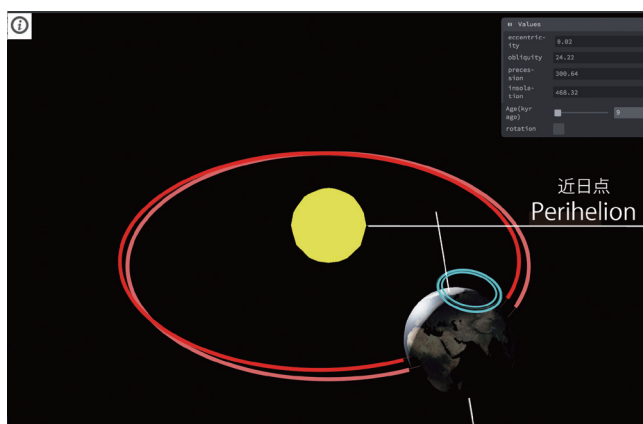 Values
eccentric-
ity 0.02
obliquity 24.22
preces-
sion 300.64
insola-
tion 468.32
Age(kyr
ago) 9
rotation
近日点
Perihelion